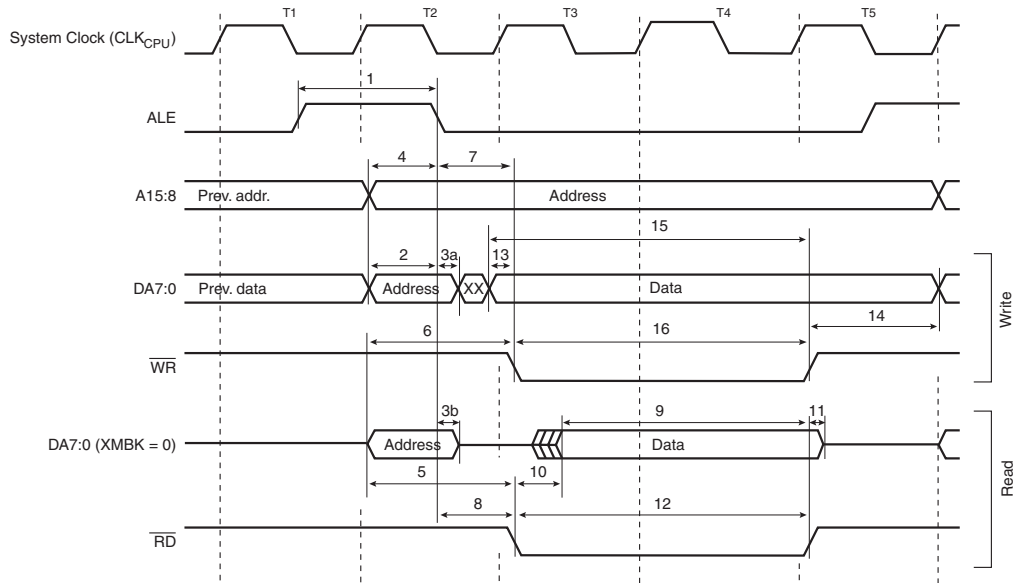 T1 T2 T3 T4 T5
System Clock (CLKCPU)
1
ALE
4 7
A15:8 Prev. addr. Address
15
2 3a 13
DA7:0 Prev. data Address XX Data
14
6 16
WR
Write
3b 9 11
DA7:0 (XMBK = 0) Address Data
5 10
8 12
RD
Read